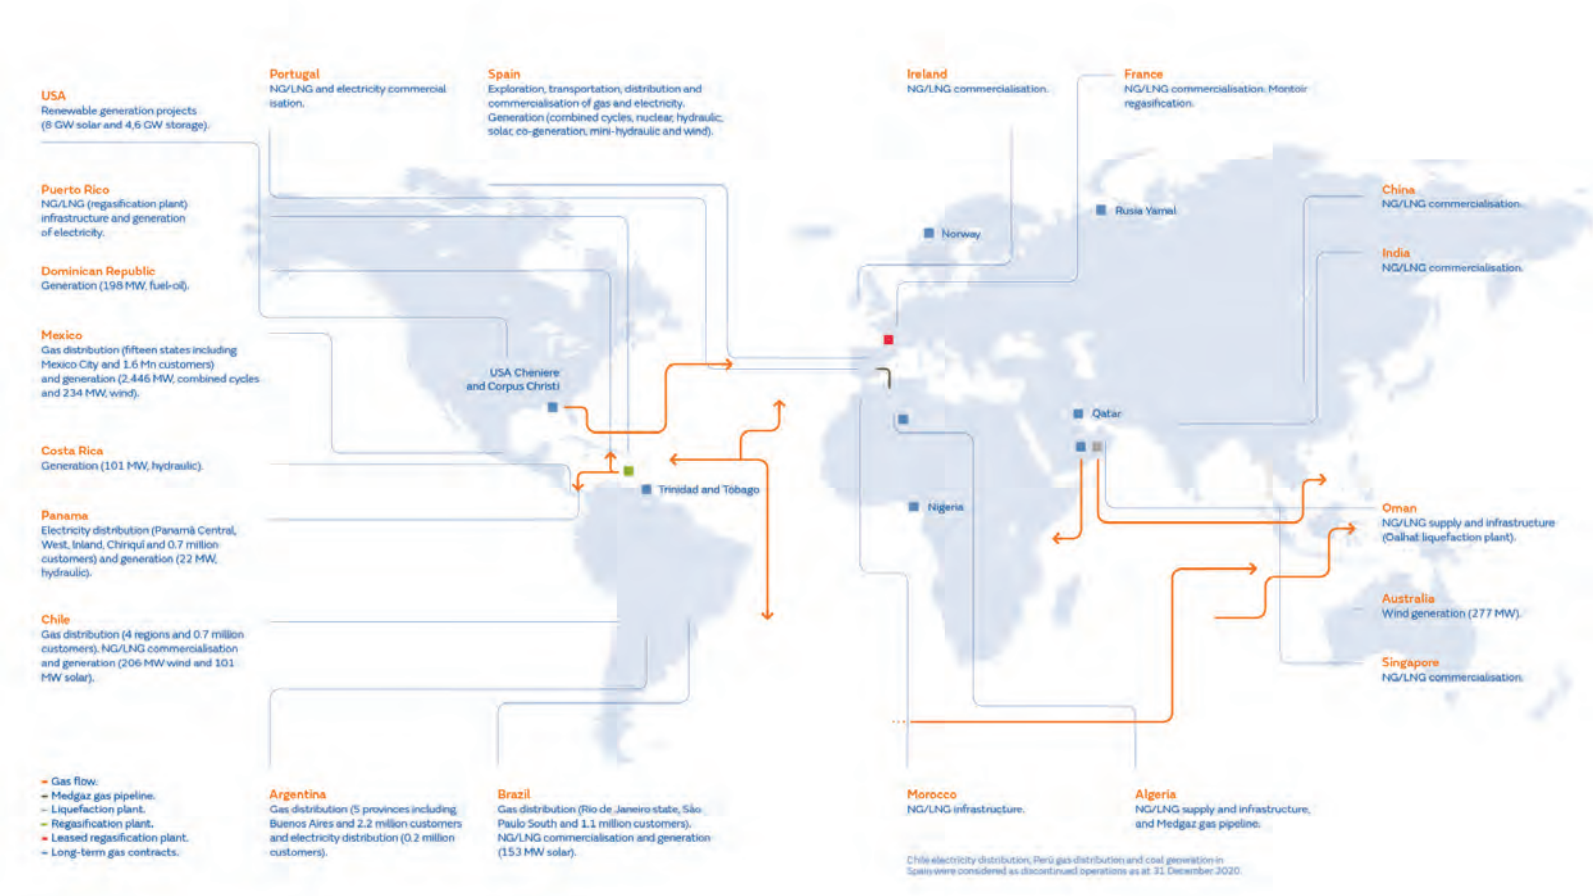 USA
Renewable generation projects
(8 GW solar and 4,6 GW storage).
Portugal
NG/LNG and electricity commercial
isation.
Spain
Exploration, transportation, distribution and
commercialisation of gas and electricity.
Generation (combined cycles, nuclear, hydraulic,
solar, co-generation, mini-hydraulic and wind).
Ireland
NG/LNG commercialisation.
France
NG/LNG commercialisation. Montoir
regasification.
Puerto Rico
NG/LNG (regasification plant)
infrastructure and generation
of electricity.
Dominican Republic
Generation (198 MW, fuel-oil).
Mexico
Gas distribution (fifteen states including
Mexico City and 1.6 Mn customers)
and generation (2,446 MW, combined cycles
and 234 MW, wind).
Costa Rica
Generation (101 MW, hydraulic).
Panama
Electricity distribution (Panamá Central,
West, Inland, Chiriquí and 0.7 million
customers) and generation (22 MW,
hydraulic).
Chile
Gas distribution (4 regions and 0.7 million
customers). NG/LNG commercialisation
and generation (206 MW wind and 101
MW solar).
USA Cheniere
and Corpus Christi
Trinidad and Tobago
Norway
Rusia Yamal
Qatar
Nigeria
China
NG/LNG commercialisation.
India
NG/LNG commercialisation.
Oman
NG/LNG supply and infrastructure
(Qalhat liquefaction plant).
Australia
Wind generation (277 MW).
Singapore
NG/LNG commercialisation.
Gas flow.
Medgaz gas pipeline.
Liquefaction plant.
Regasification plant.
Leased regasification plant.
Long-term gas contracts.
Argentina
Gas distribution (5 provinces including
Buenos Aires and 2.2 million customers
and electricity distribution (0.2 million
customers).
Brazil
Gas distribution (Rio de Janeiro state, São
Paulo South and 1.1 million customers).
NG/LNG commercialisation and generation
(153 MW solar).
Morocco
NG/LNG infrastructure.
Algeria
NG/LNG supply and infrastructure,
and Medgaz gas pipeline.
Chile electricity distribution, Perú gas distribution and coal generation in
Spain were considered as discontinued operations as at 31 December 2020.